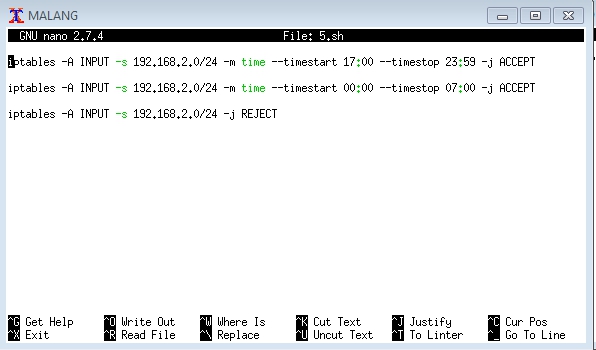 MALANG
GNU nano 2.7.4 File: 5.sh
iptables -A INPUT -s 192.168.2.0/24 -m time --timestart 17:00 --timestop 23:59 -j ACCEPT
iptables -A INPUT -s 192.168.2.0/24 -m time --timestart 00:00 --timestop 07:00 -j ACCEPT
iptables -A INPUT -s 192.168.2.0/24 -j REJECT
^G Get Help ^O Write Out ^W Where Is ^K Cut Text ^J Justify ^C Cur Pos
^X Exit ^R Read File ^\ Replace ^U Uncut Text ^T To Linter ^_ Go To Line